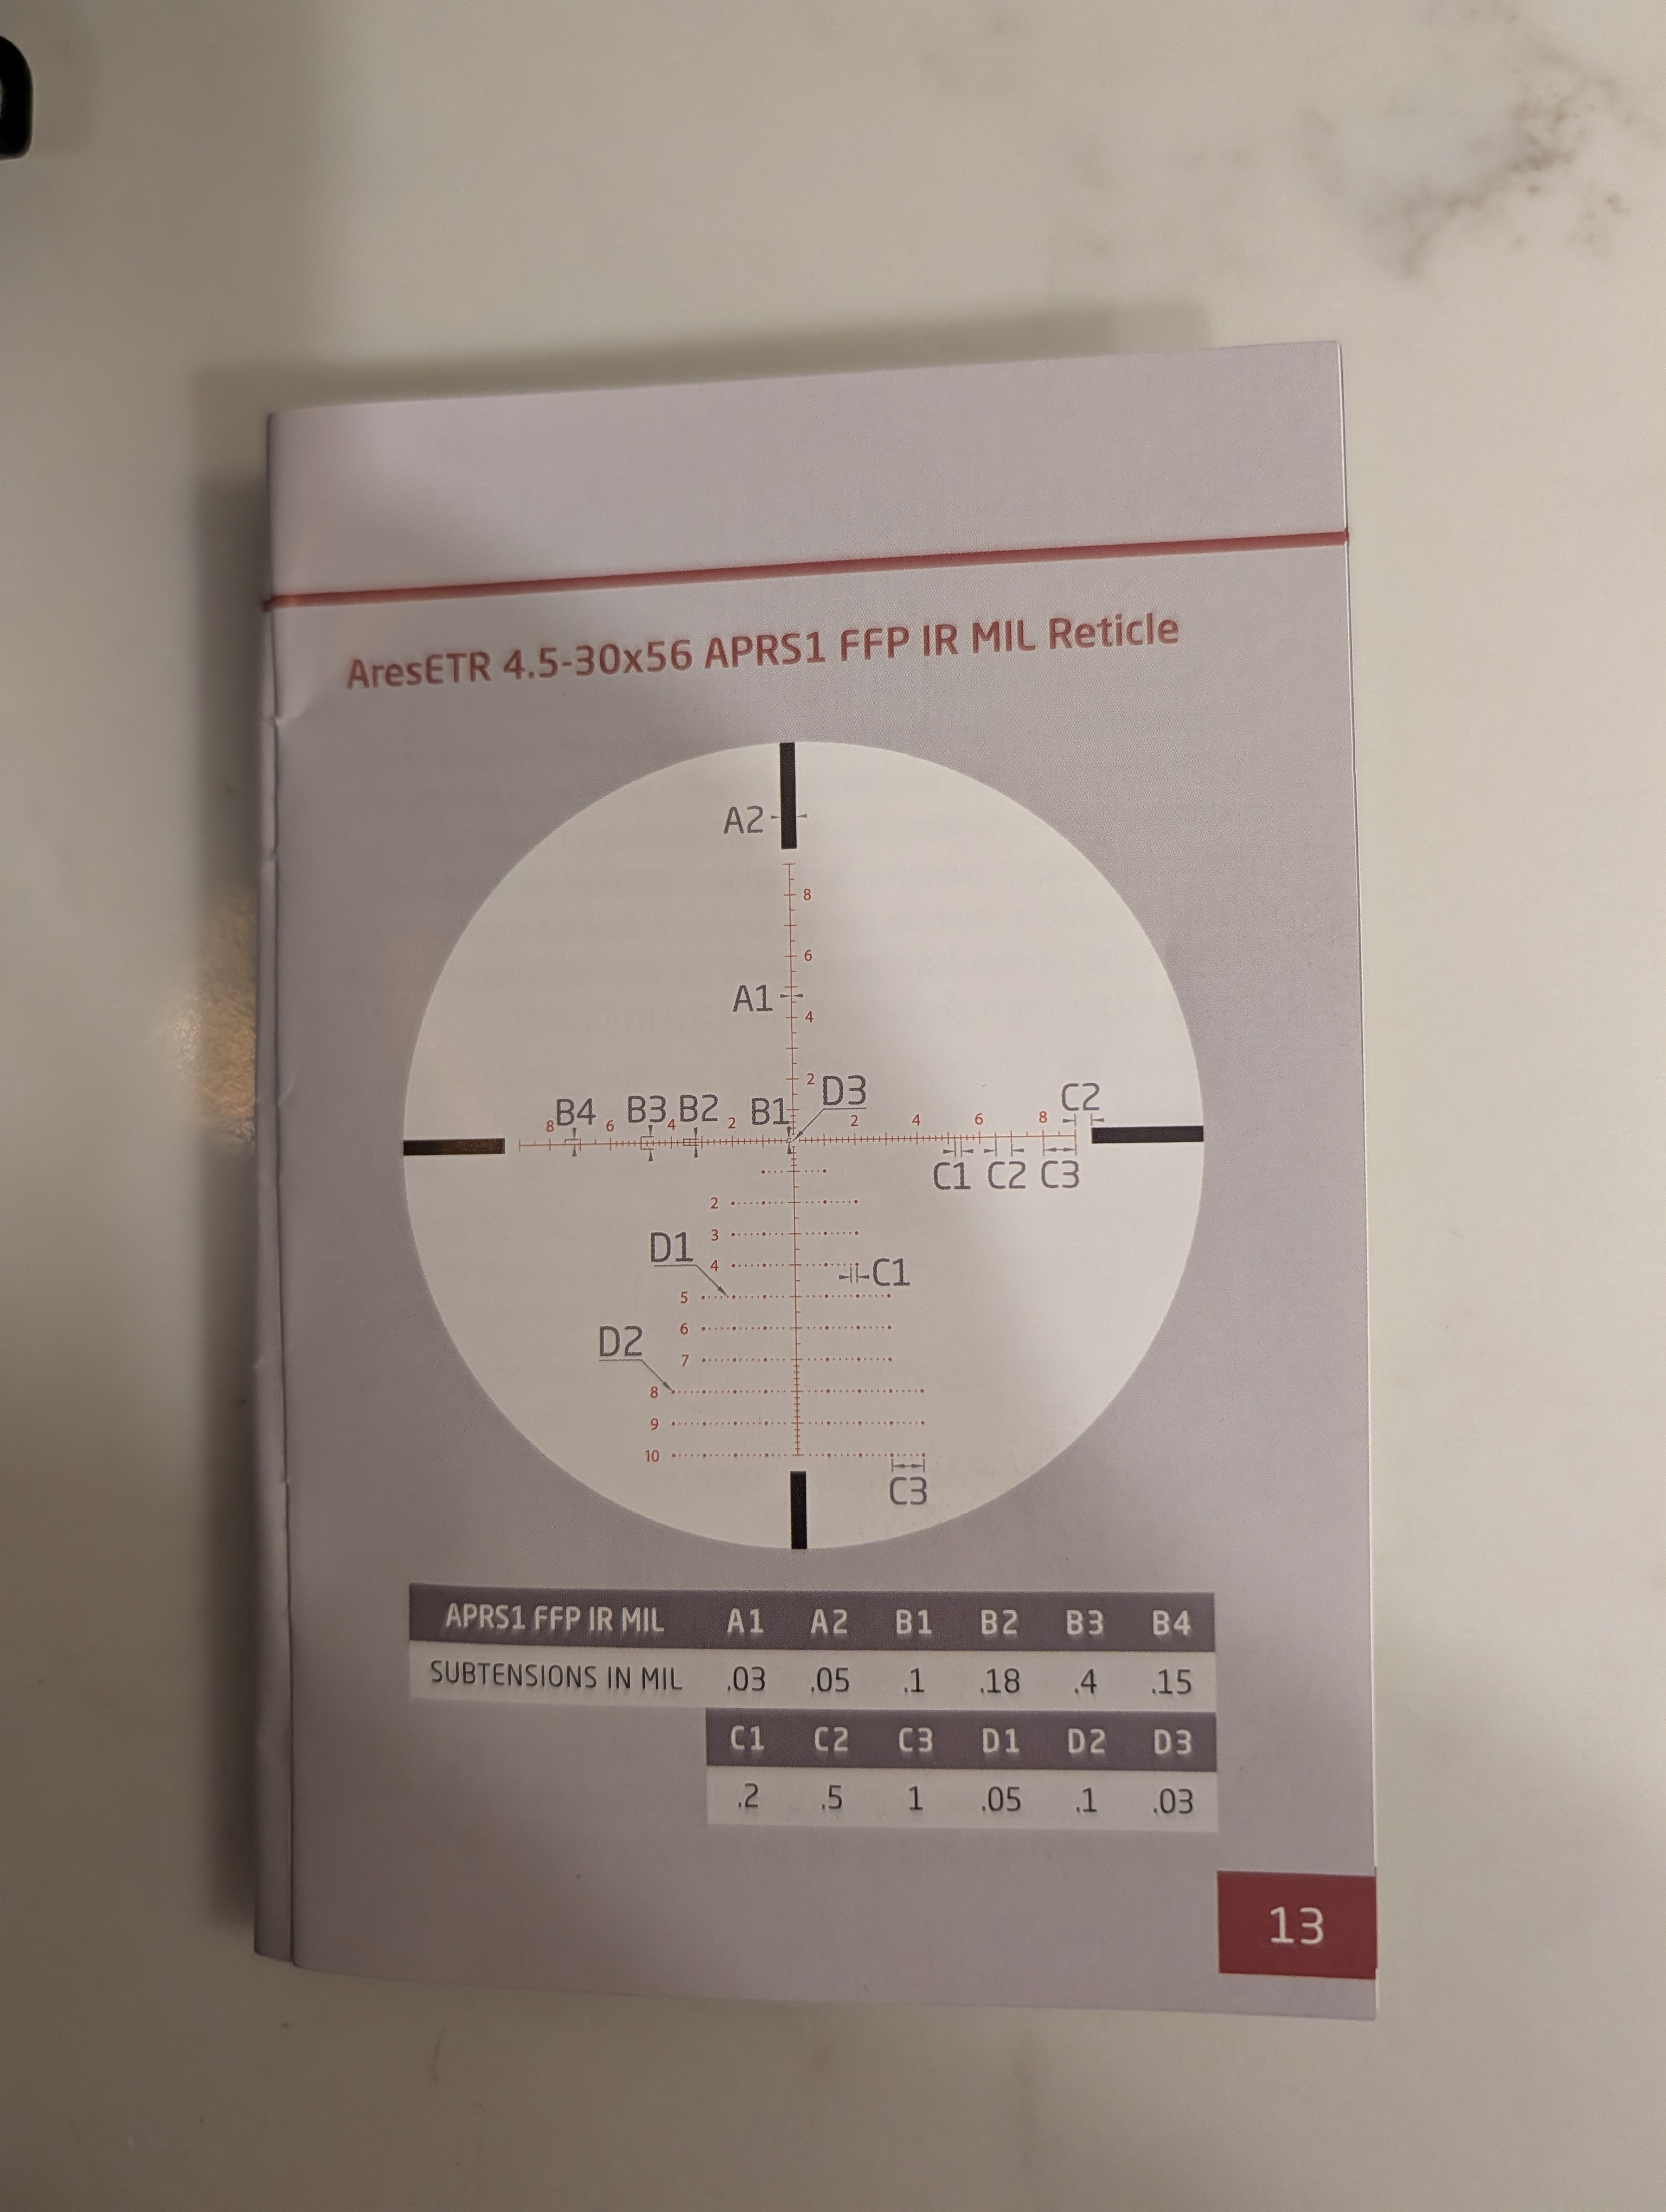 AresETR 4.5-30x56 APRS1 FFP IR MIL Reticle
A2
8
6
A1
4
2
D3
C2
8 B4 6 B3 4 B2 2 B1 2 4 6 8
C1 C2 C3
2
D1 3
4 C1
5
D2 6
7
8
9
10
C3
APRS1 FFP IR MIL A1 A2 B1 B2 B3 B4
SUBTENSIONS IN MIL .03 .05 .1 .18 .4 .15
C1 C2 C3 D1 D2 D3
.2 .5 1 .05 .1 .03
13